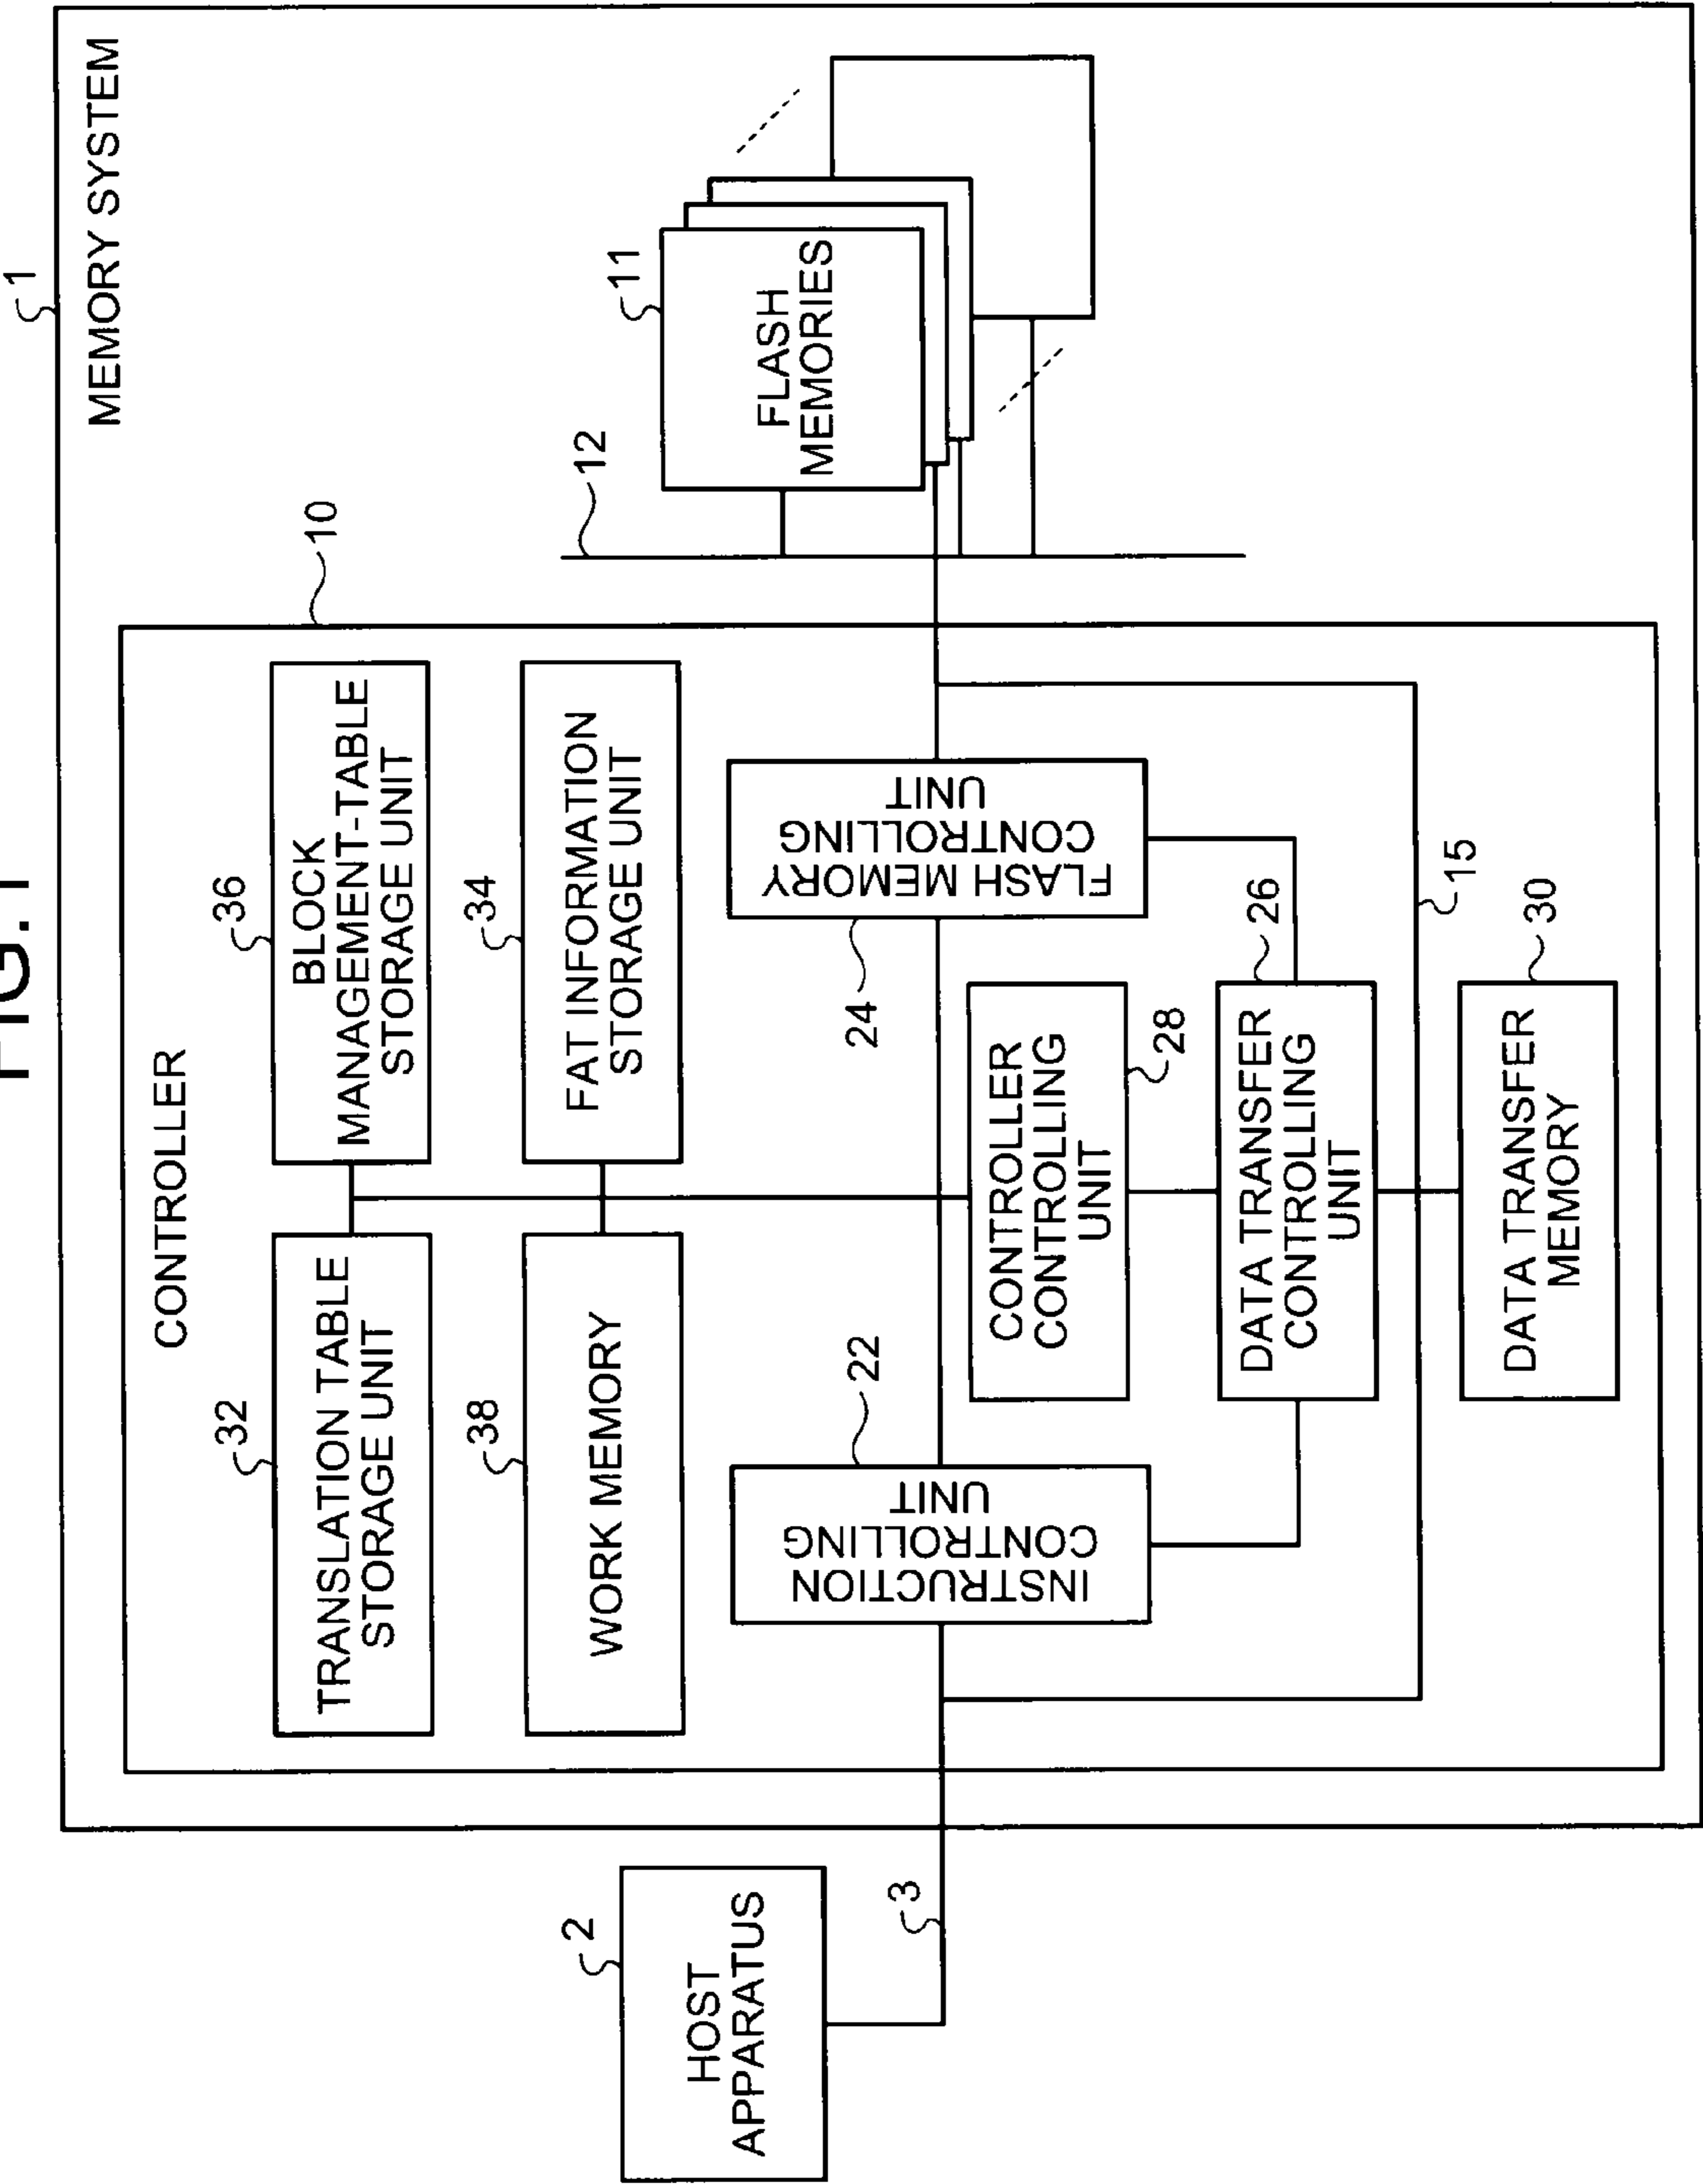 FIG.1
1
MEMORY SYSTEM
10
CONTROLLER
32
TRANSLATION TABLE
STORAGE UNIT
36
BLOCK
MANAGEMENT-TABLE
STORAGE UNIT
38
WORK MEMORY
34
FAT INFORMATION
STORAGE UNIT
2
HOST
APPARATUS
3
22
INSTRUCTION
CONTROLLING
UNIT
24
FLASH MEMORY
CONTROLLING
UNIT
12
11
FLASH
MEMORIES
CONTROLLER
CONTROLLING
UNIT
28
DATA TRANSFER
CONTROLLING
UNIT
26
15
DATA TRANSFER
MEMORY
30